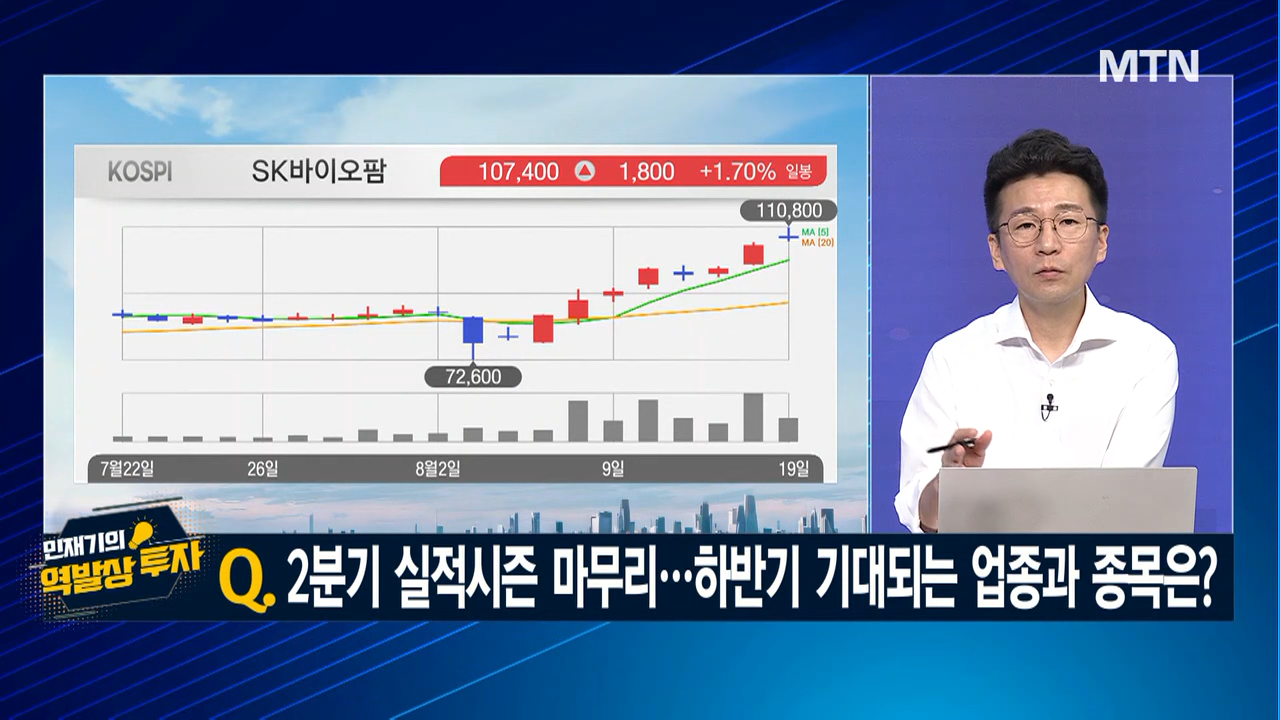 MTN
KOSPI SK바이오팜 107,400 1,800 +1.70% 일봉
110,800
MA [5]
MA [20]
72,600
7월22일 26일 8월2일 9일 19일
민재기의
역발상 투자
Q. 2분기 실적시즌 마무리…하반기 기대되는 업종과 종목은?